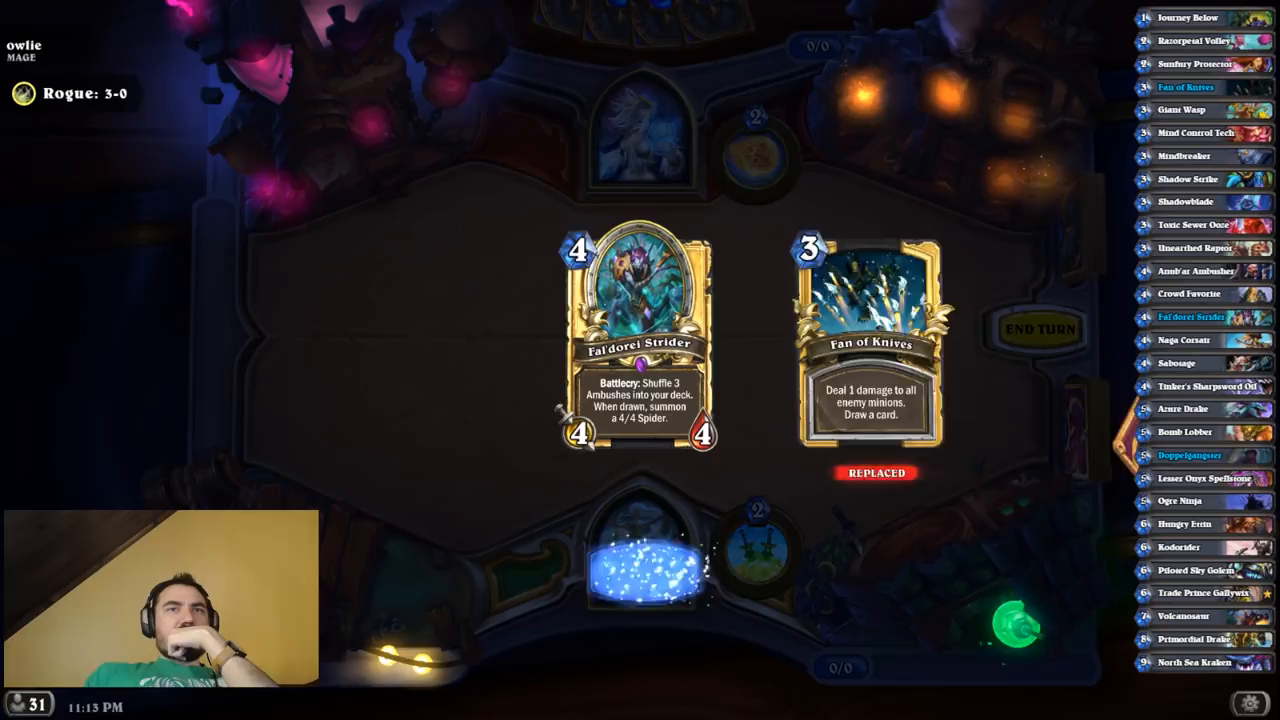 owlie
MAGE
Rogue: 3-0
0/0
2
4
Fal'dorei Strider
Battlecry: Shuffle 3
Ambushes into your deck.
When drawn, summon
a 4/4 Spider.
4
4
3
Fan of Knives
Deal 1 damage to all
enemy minions.
Draw a card.
REPLACED
END TURN
2
0/0
31
11:13 PM
1 Journey Below
2 Razorpetal Volley
2 Sunfury Protector
3 Fan of Knives
3 Giant Wasp
3 Mind Control Tech
3 Mindbreaker
3 Shadow Strike
3 Shadowblade
3 Toxic Sewer Ooze
3 Unearthed Raptor
4 Annb'ar Ambusher
4 Crowd Favorite
4 Fal'dorei Strider
4 Naga Corsair
4 Sabotage
4 Tinker's Sharpsword Oil
5 Azure Drake
5 Bomb Lobber
5 Doppelgangster
5 Lesser Onyx Spellstone
5 Ogre Ninja
6 Hungry Ettin
6 Kodorider
6 Piloted Sky Golem
6 Trade Prince Gallywix
7 Volcanosaur
8 Primordial Drake
9 North Sea Kraken